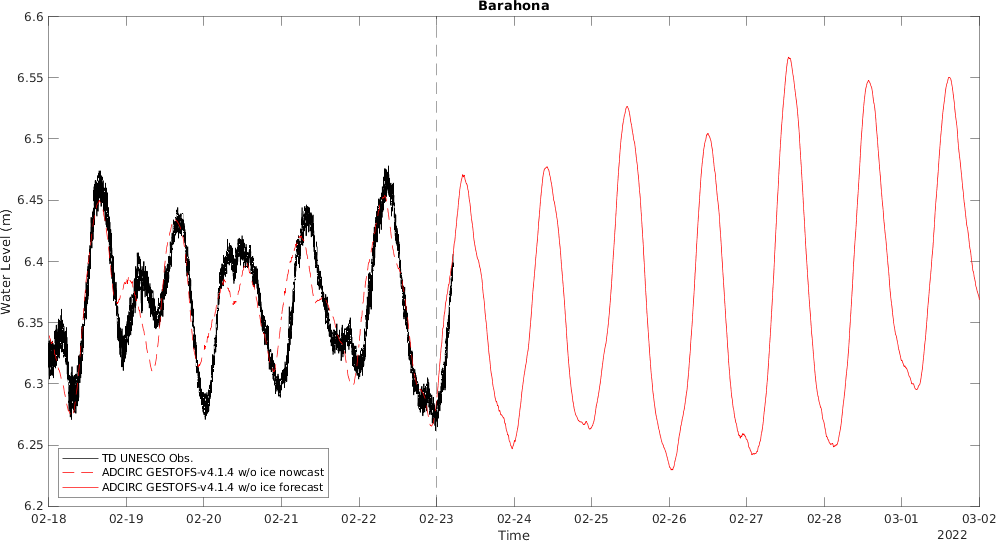 Barahona
6.6
6.55
6.5
6.45
6.4
6.35
6.3
6.25
6.2
Water Level (m)
TD UNESCO Obs.
ADCIRC GESTOFS-v4.1.4 w/o ice nowcast
ADCIRC GESTOFS-v4.1.4 w/o ice forecast
02-18 02-19 02-20 02-21 02-22 02-23 02-24 02-25 02-26 02-27 02-28 03-01 03-02
Time
2022